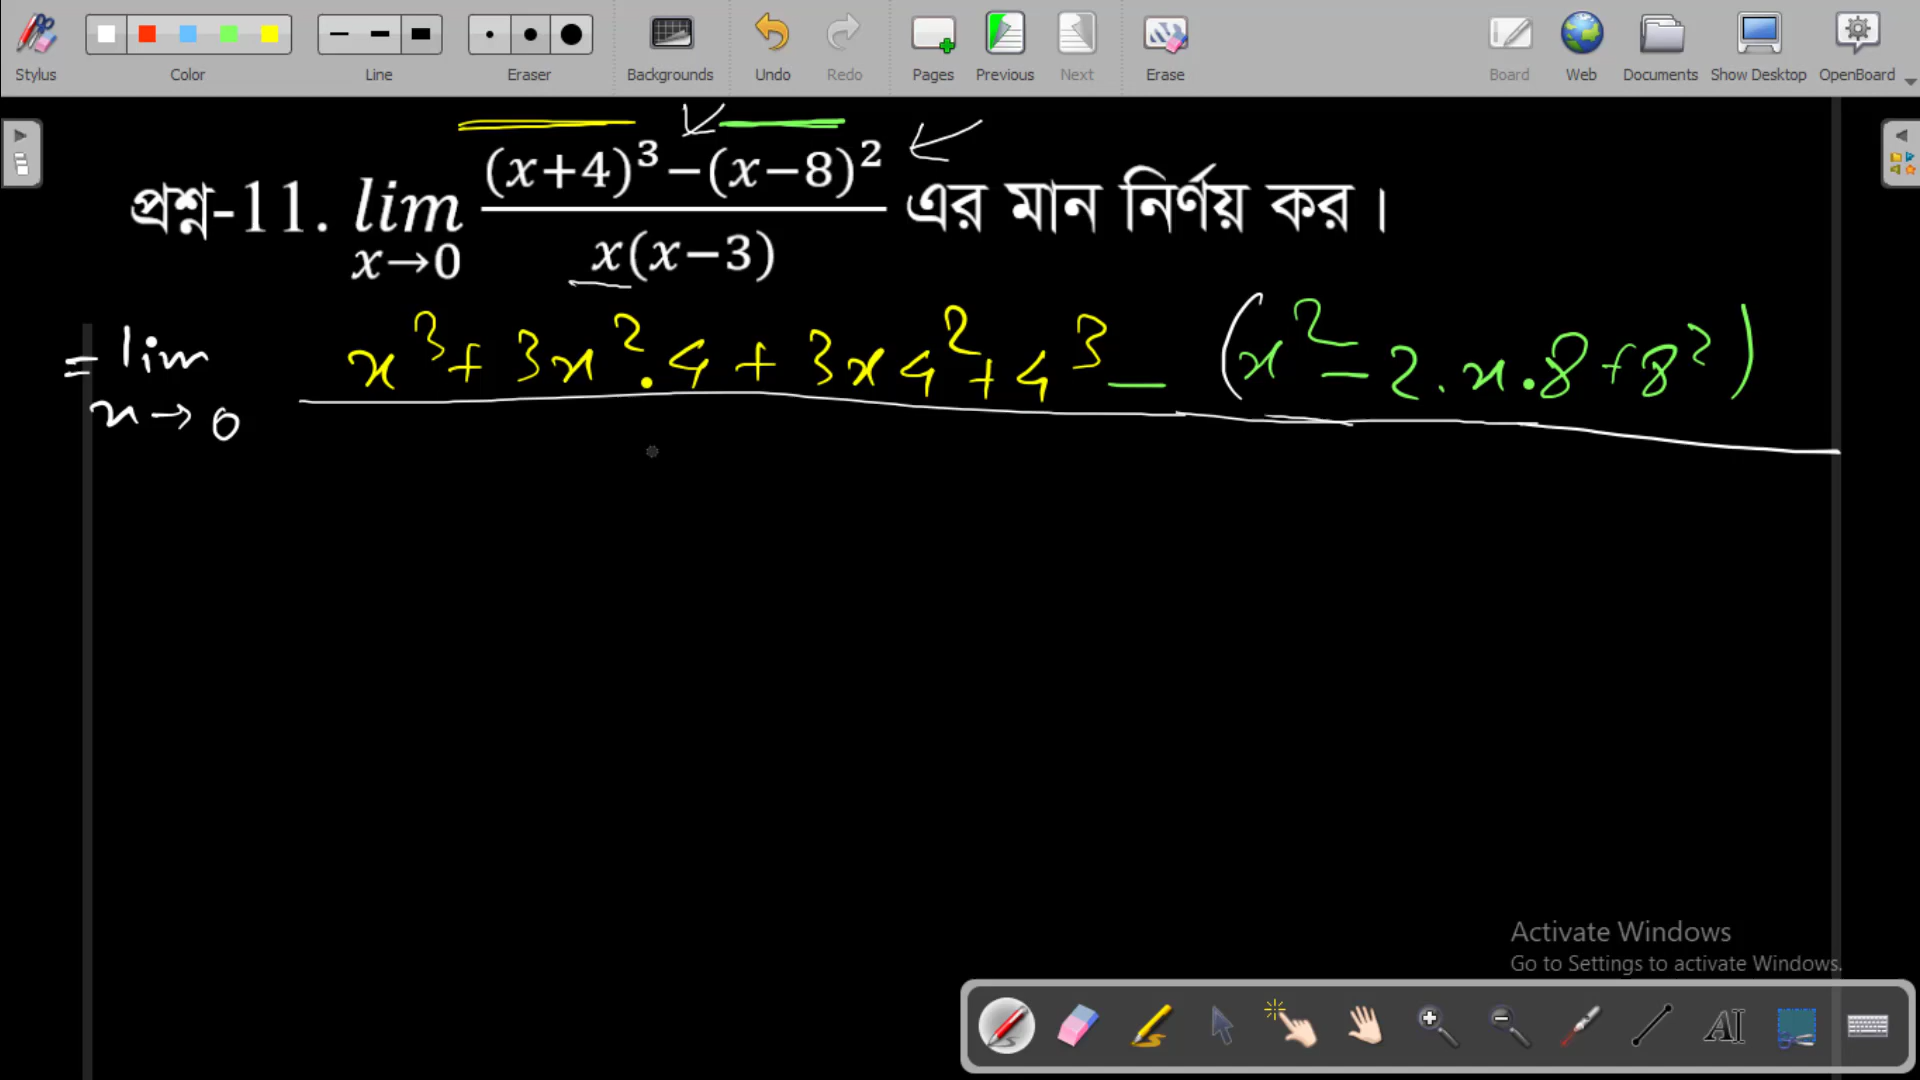 Stylus Color Line Eraser Backgrounds Undo Redo Pages Previous Next Erase Board Web Documents Show Desktop OpenBoard
প্রশ্ন-11. lim x→0 (x+4)³−(x−8)² / x(x−3) এর মান নির্ণয় কর।
= lim x→0 x³ + 3x².4 + 3x4² + 4³ − (x² − 2.x.8 + 8²)
Activate Windows
Go to Settings to activate Windows.
AI